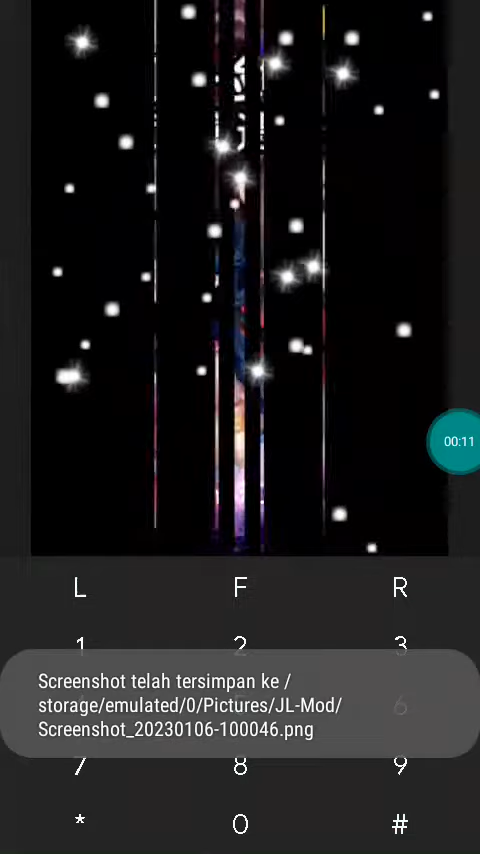 00:11
L F R
1 2 3
Screenshot telah tersimpan ke /
storage/emulated/0/Pictures/JL-Mod/
Screenshot_20230106-100046.png
6
7 8 9
* 0 #